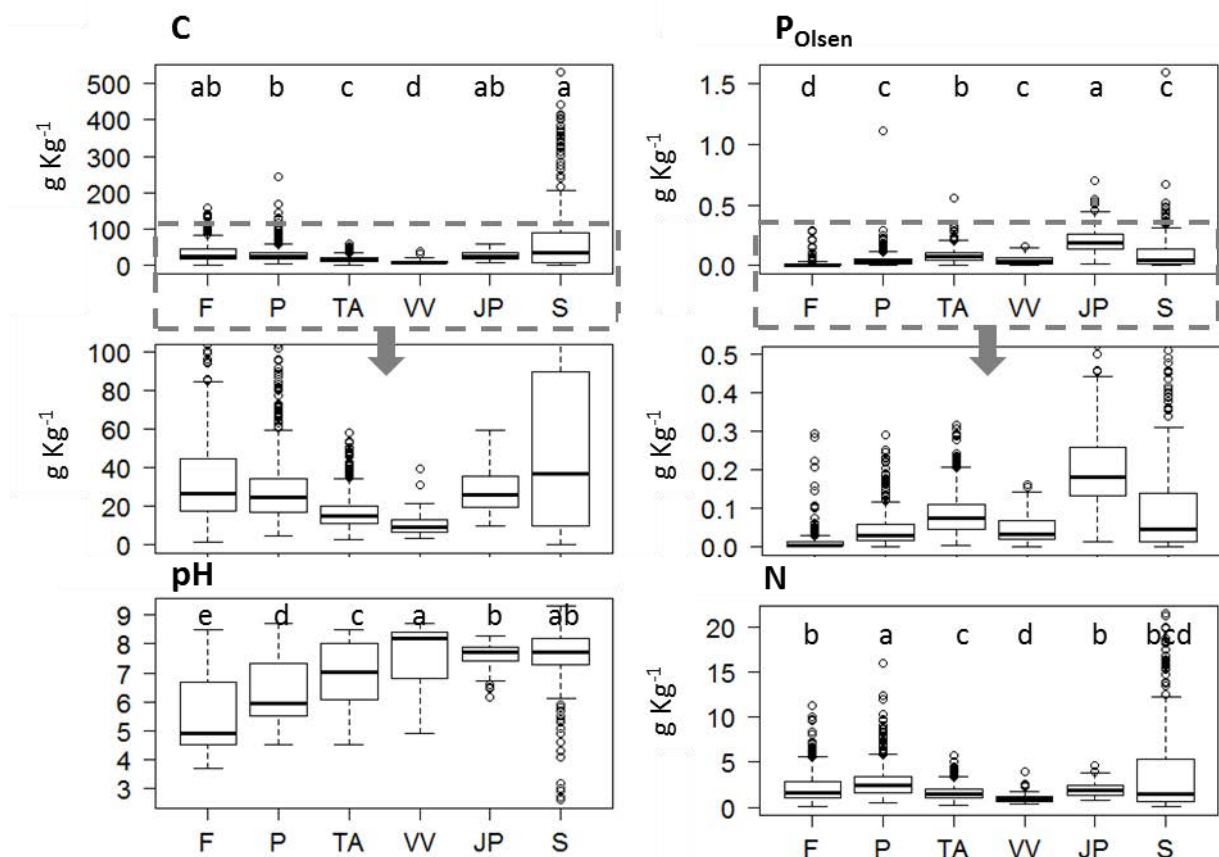 C
500
400
300
200
100
0
g Kg⁻¹
ab b c d ab a
F P TA VV JP S
P_Olsen
1.5
1.0
0.5
0.0
g Kg⁻¹
d c b c a c
F P TA VV JP S
100
80
60
40
20
0
g Kg⁻¹
0.5
0.4
0.3
0.2
0.1
0.0
g Kg⁻¹
pH
9
8
7
6
5
4
3
e d c a b ab
F P TA VV JP S
N
20
15
10
5
0
g Kg⁻¹
b a c d b bcd
F P TA VV JP S